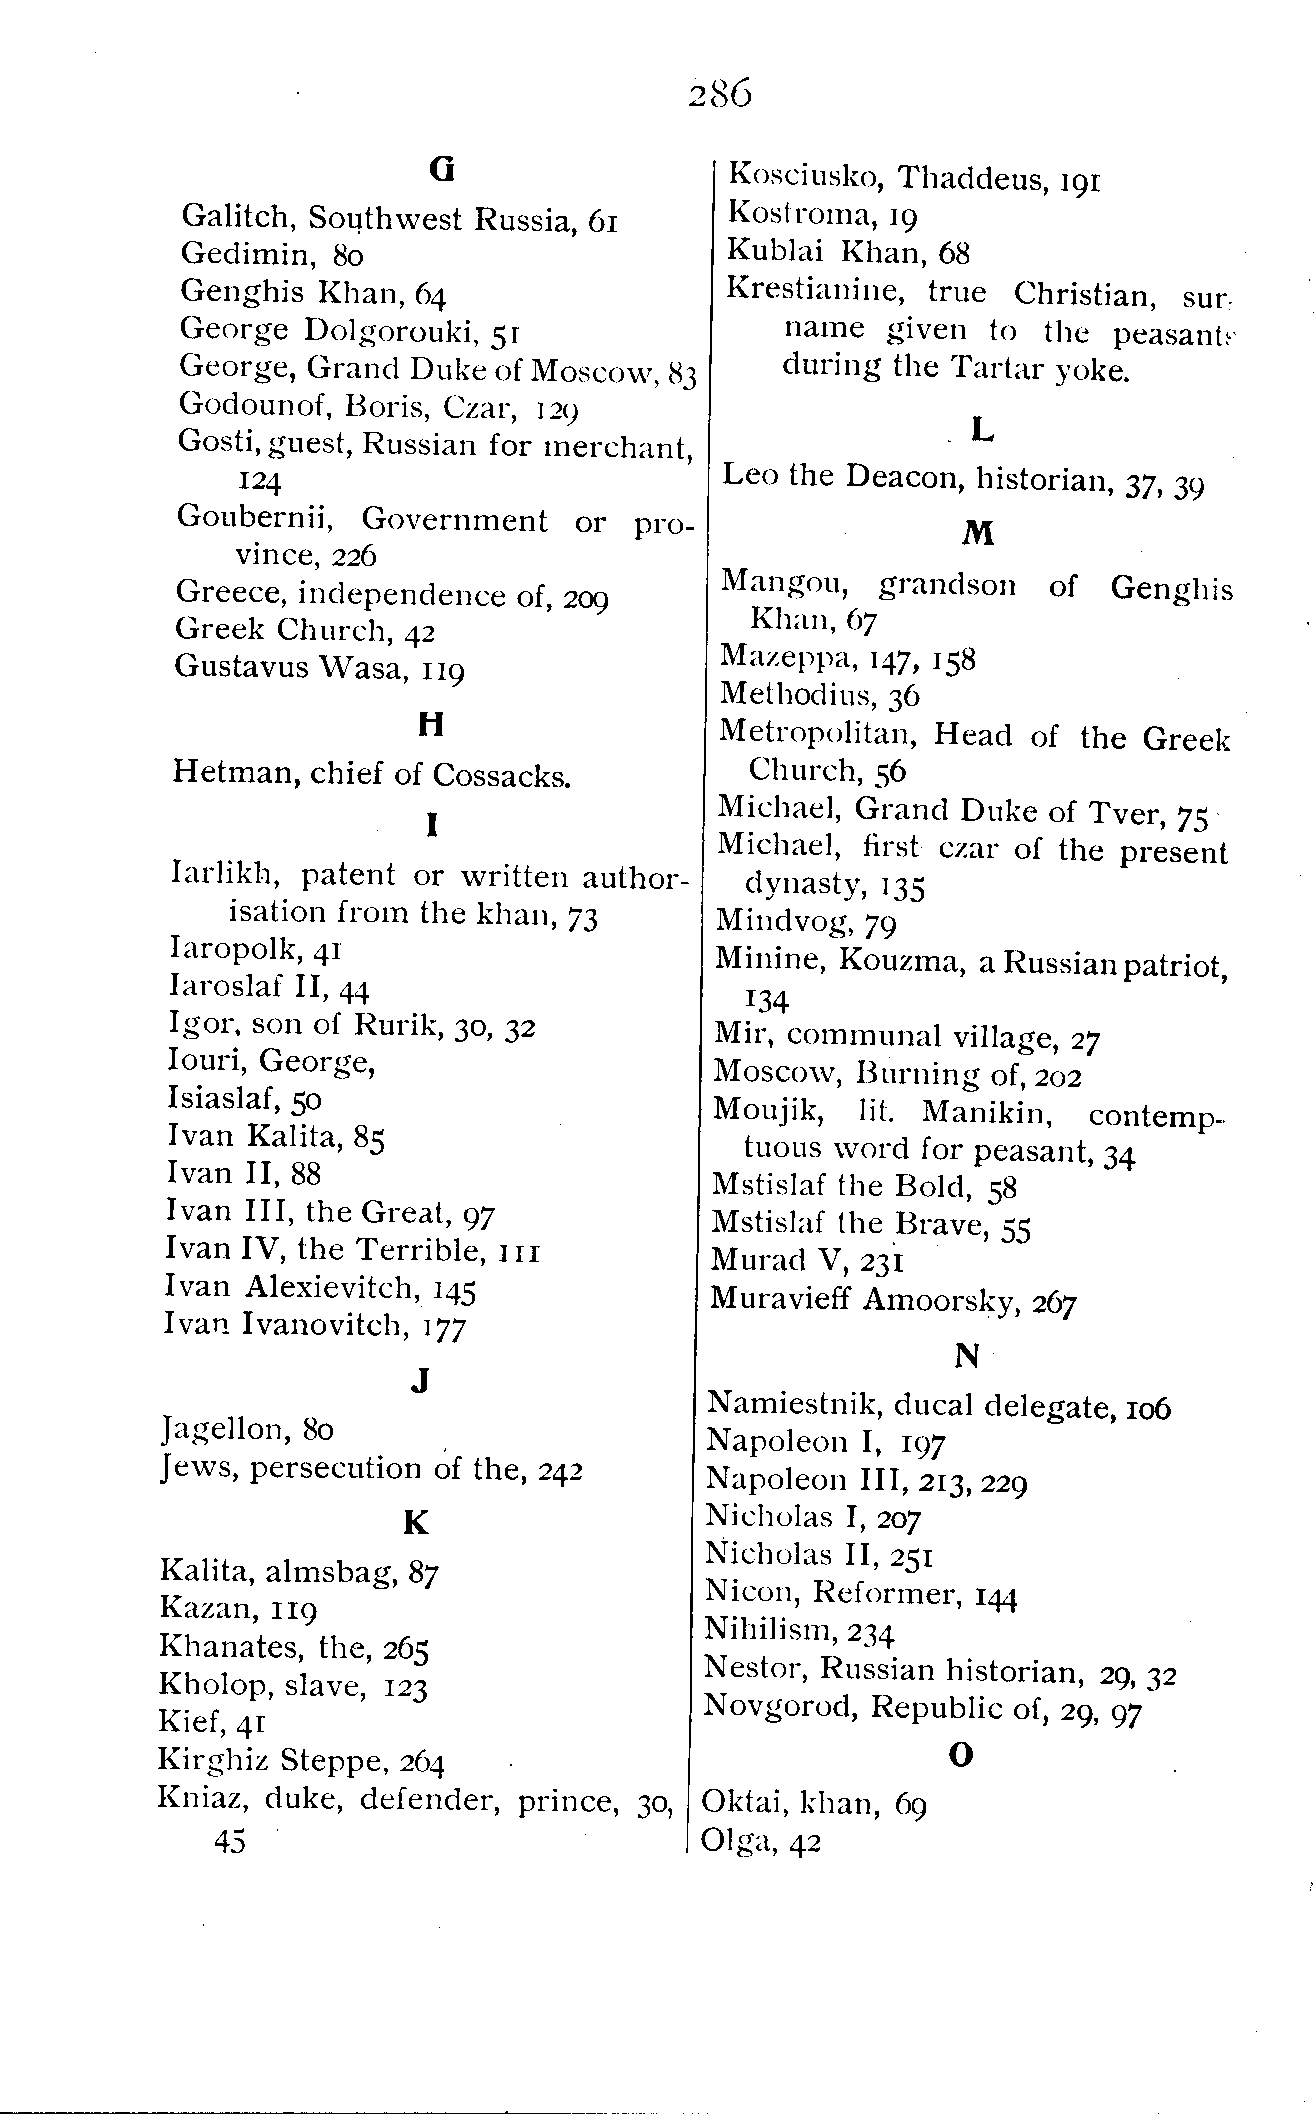 286
G
Galitch, Southwest Russia, 61
Gedimin, 80
Genghis Khan, 64
George Dolgorouki, 51
George, Grand Duke of Moscow, 83
Godounof, Boris, Czar, 129
Gosti, guest, Russian for merchant,
124
Goubernii, Government or pro-
vince, 226
Greece, independence of, 209
Greek Church, 42
Gustavus Wasa, 119
H
Hetman, chief of Cossacks.
I
Iarlikh, patent or written author-
isation from the khan, 73
Iaropolk, 41
Iaroslaf II, 44
Igor, son of Rurik, 30, 32
Iouri, George,
Isiaslaf, 50
Ivan Kalita, 85
Ivan II, 88
Ivan III, the Great, 97
Ivan IV, the Terrible, 111
Ivan Alexievitch, 145
Ivan Ivanovitch, 177
J
Jagellon, 80
Jews, persecution of the, 242
K
Kalita, almsbag, 87
Kazan, 119
Khanates, the, 265
Kholop, slave, 123
Kief, 41
Kirghiz Steppe, 264
Kniaz, duke, defender, prince, 30,
45
Kosciusko, Thaddeus, 191
Kostroma, 19
Kublai Khan, 68
Krestianine, true Christian, sur-
name given to the peasants
during the Tartar yoke.
L
Leo the Deacon, historian, 37, 39
M
Mangou, grandson of Genghis
Khan, 67
Mazeppa, 147, 158
Methodius, 36
Metropolitan, Head of the Greek
Church, 56
Michael, Grand Duke of Tver, 75
Michael, first czar of the present
dynasty, 135
Mindvog, 79
Minine, Kouzma, a Russian patriot,
134
Mir, communal village, 27
Moscow, Burning of, 202
Moujik, lit. Manikin, contemp-
tuous word for peasant, 34
Mstislaf the Bold, 58
Mstislaf the Brave, 55
Murad V, 231
Muravieff Amoorsky, 267
N
Namiestnik, ducal delegate, 106
Napoleon I, 197
Napoleon III, 213, 229
Nicholas I, 207
Nicholas II, 251
Nicon, Reformer, 144
Nihilism, 234
Nestor, Russian historian, 29, 32
Novgorod, Republic of, 29, 97
O
Oktai, khan, 69
Olga, 42